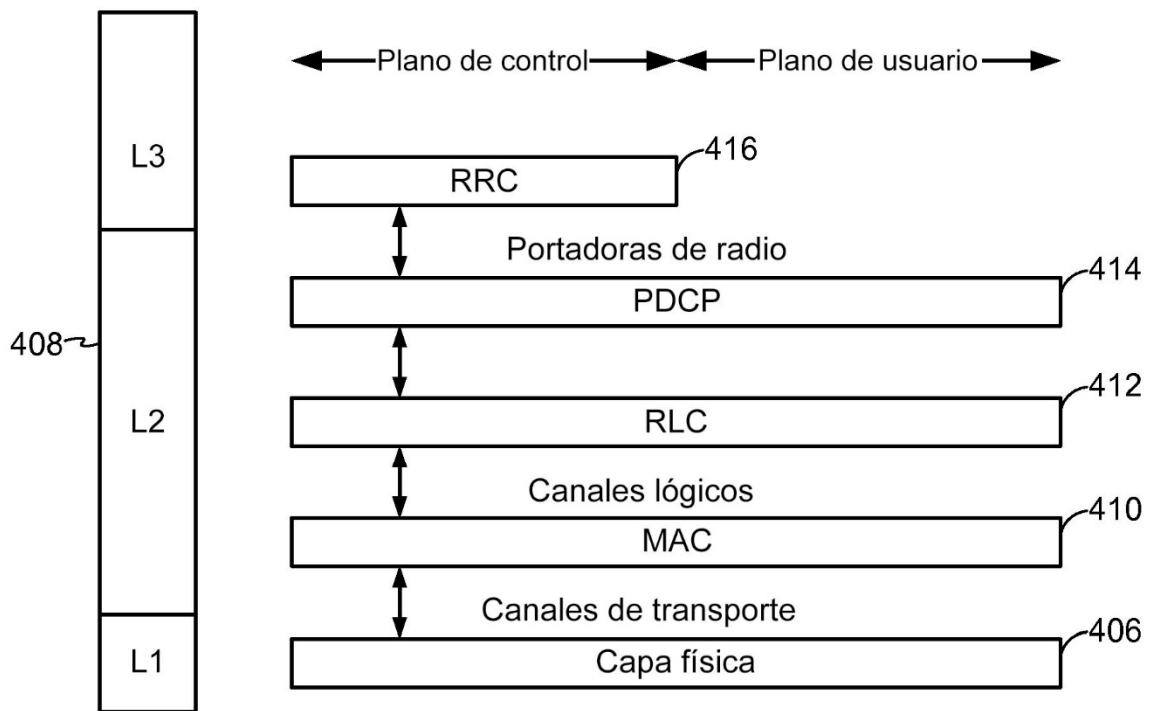 Plano de control
Plano de usuario
L3
416
RRC
Portadoras de radio
414
PDCP
408
L2
412
RLC
Canales lógicos
410
MAC
Canales de transporte
406
L1
Capa física